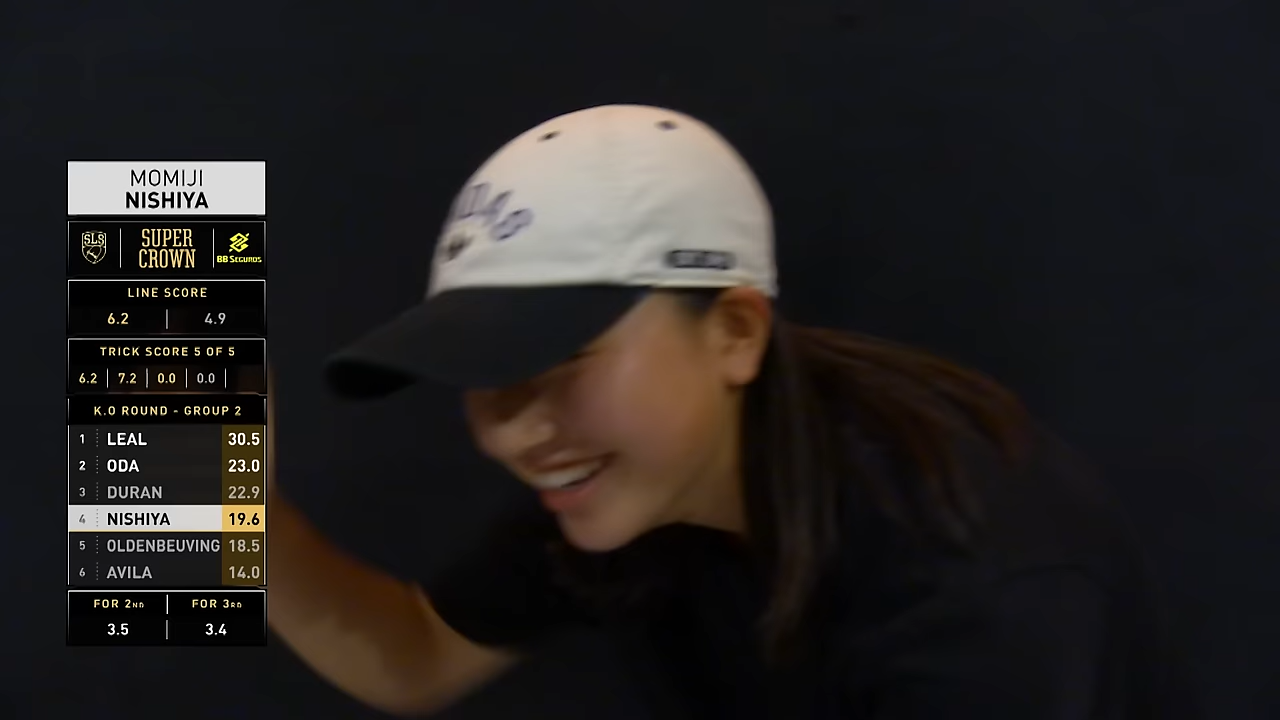 MOMIJI
NISHIYA
SLS
SUPER
CROWN
BB SEGUROS
LINE SCORE
6.2 4.9
TRICK SCORE 5 OF 5
6.2 7.2 0.0 0.0
K.O ROUND - GROUP 2
1 LEAL 30.5
2 ODA 23.0
3 DURAN 22.9
4 NISHIYA 19.6
5 OLDENBEUVING 18.5
6 AVILA 14.0
FOR 2ND FOR 3RD
3.5 3.4